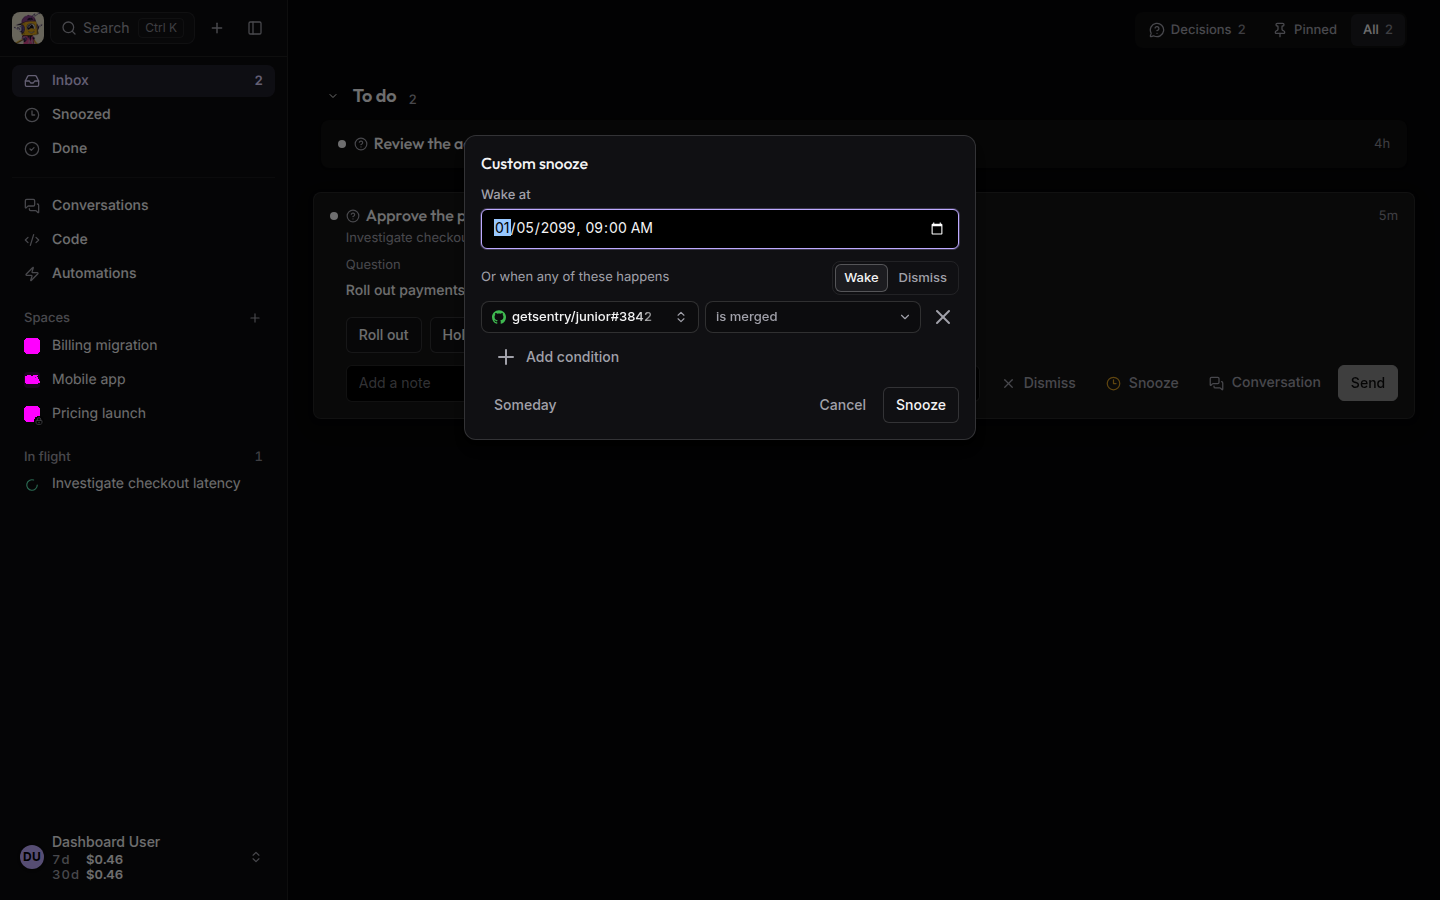 Search Ctrl K
Inbox 2
Snoozed
Done
Conversations
Code
Automations
Spaces
Billing migration
Mobile app
Pricing launch
In flight 1
Investigate checkout latency
Dashboard User
DU
7d $0.46
30d $0.46
Decisions 2 Pinned All 2
To do 2
Review the a
4h
Approve the p
5m
Investigate checkou
Question
Roll out payments
Roll out
Hol
Add a note
Dismiss Snooze Conversation Send
Custom snooze
Wake at
01/05/2099, 09:00 AM
Or when any of these happens Wake Dismiss
getsentry/junior#3842 is merged
Add condition
Someday Cancel Snooze